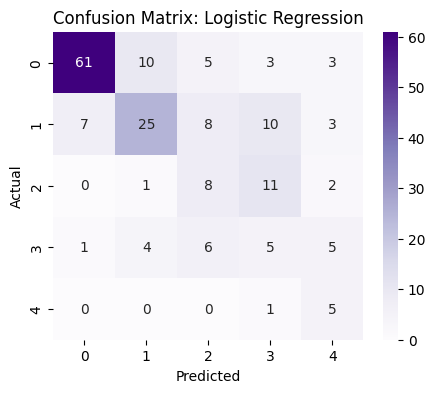 Confusion Matrix: Logistic Regression
0 61 10 5 3 3
1 7 25 8 10 3
2 0 1 8 11 2
3 1 4 6 5 5
4 0 0 0 1 5
0 1 2 3 4
Predicted
Actual
60
50
40
30
20
10
0